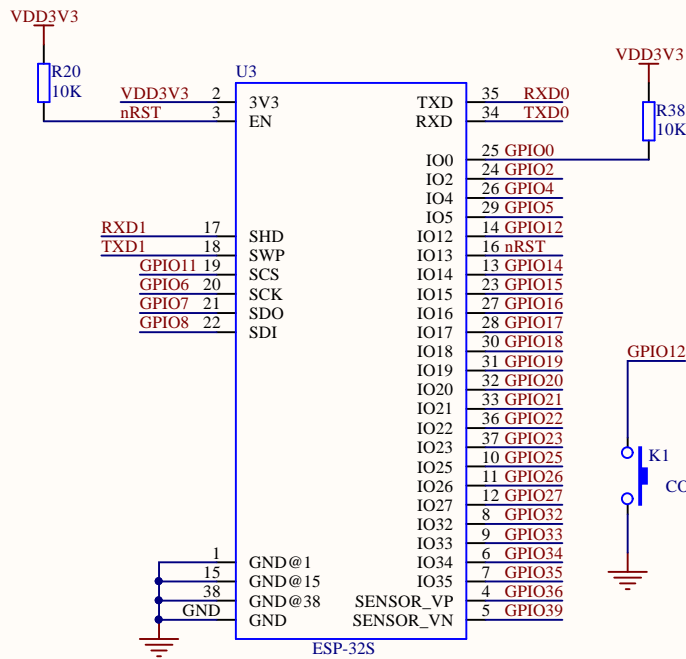 VDD3V3
R20
10K
U3
VDD3V3
R38
10K
VDD3V3 2 3V3
nRST 3 EN
RXD1 17 SHD
TXD1 18 SWP
GPIO11 19 SCS
GPIO6 20 SCK
GPIO7 21 SDO
GPIO8 22 SDI
1 GND@1
15 GND@15
38 GND@38
GND GND
TXD 35 RXD0
RXD 34 TXD0
IO0 25 GPIO0
IO2 24 GPIO2
IO4 26 GPIO4
IO5 29 GPIO5
IO12 14 GPIO12
IO13 16 nRST
IO14 13 GPIO14
IO15 23 GPIO15
IO16 27 GPIO16
IO17 28 GPIO17
IO18 30 GPIO18
IO19 31 GPIO19
IO20 32 GPIO20
IO21 33 GPIO21
IO22 36 GPIO22
IO23 37 GPIO23
IO25 10 GPIO25
IO26 11 GPIO26
IO27 12 GPIO27
IO32 8 GPIO32
IO33 9 GPIO33
IO34 6 GPIO34
IO35 7 GPIO35
SENSOR_VP 4 GPIO36
SENSOR_VN 5 GPIO39
ESP-32S
GPIO12
K1